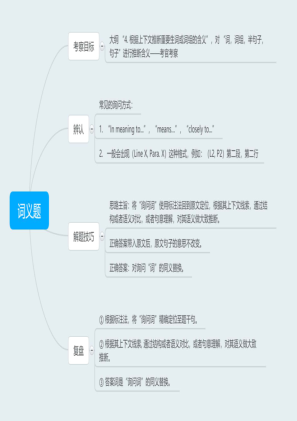 词义题
考察目标
大纲 “4. 根据上下文推断重要生词或词组的含义”，对 “词、词组、半句子、
句子” 进行推断含义——考官考察
辨认
常见的询问方式：
1. “in meaning to...”，“means...”，“closely to...”
2. 一般会出现（Line X, Para. X）这种格式，例如：（L2, P2）第二段，第二行
解题技巧
原题主旨：将 “询问词” 使用标注法回到原文定位，根据其上下文线索，通过结
构或者语义对比，或者句意理解，对其语义做大致推断。
正确答案带入原文后，原文句子的意思不改变。
正确答案：对询问 “词” 的同义替换。
复盘
① 根据标注法，将 “询问词” 精确定位至题干句。
② 根据其上下文线索，通过结构或者语义对比，或者句意理解，对其语义做大致
推断。
③ 答案词是 “询问词” 的同义替换。